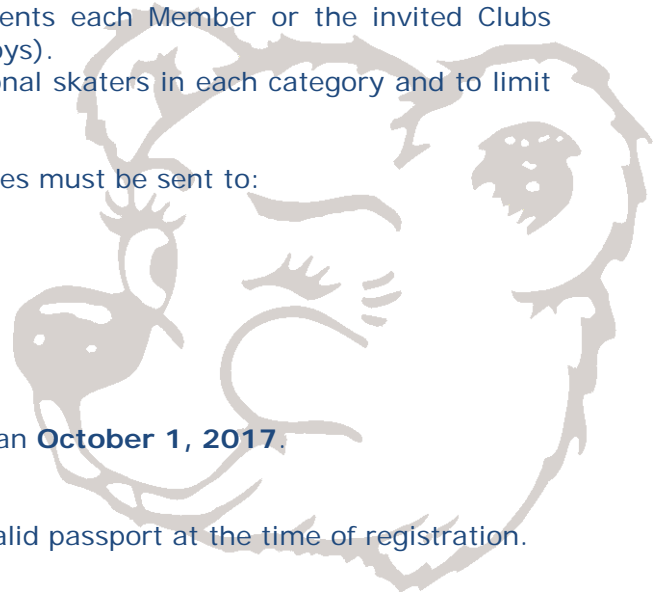 ents each Member or the invited Clubs
ys).
nal skaters in each category and to limit
es must be sent to:
an October 1, 2017.
alid passport at the time of registration.